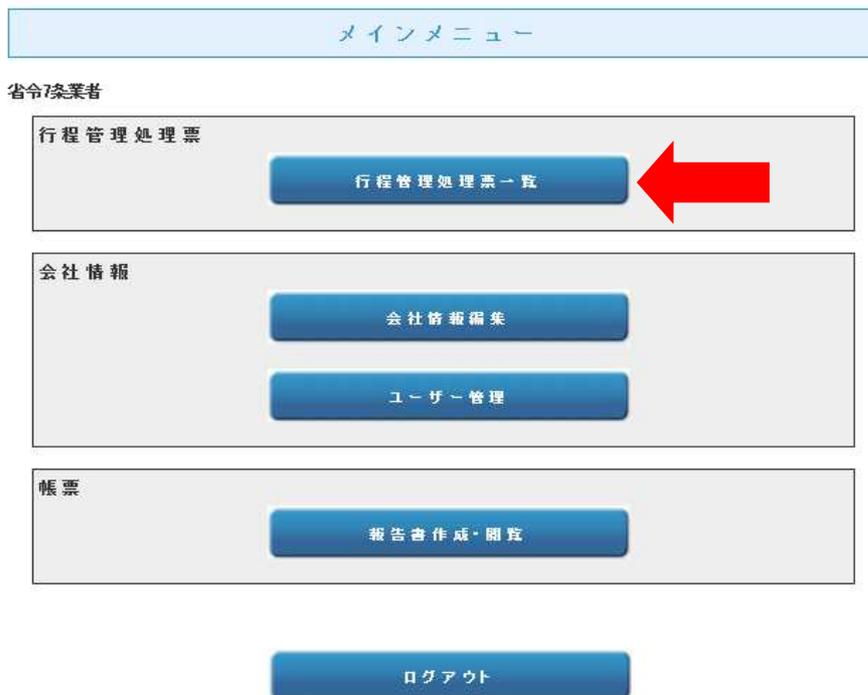 メインメニュー
省令7条業者
行程管理処理票
行程管理処理票一覧
会社情報
会社情報編集
ユーザー管理
帳票
報告書作成・閲覧
ログアウト